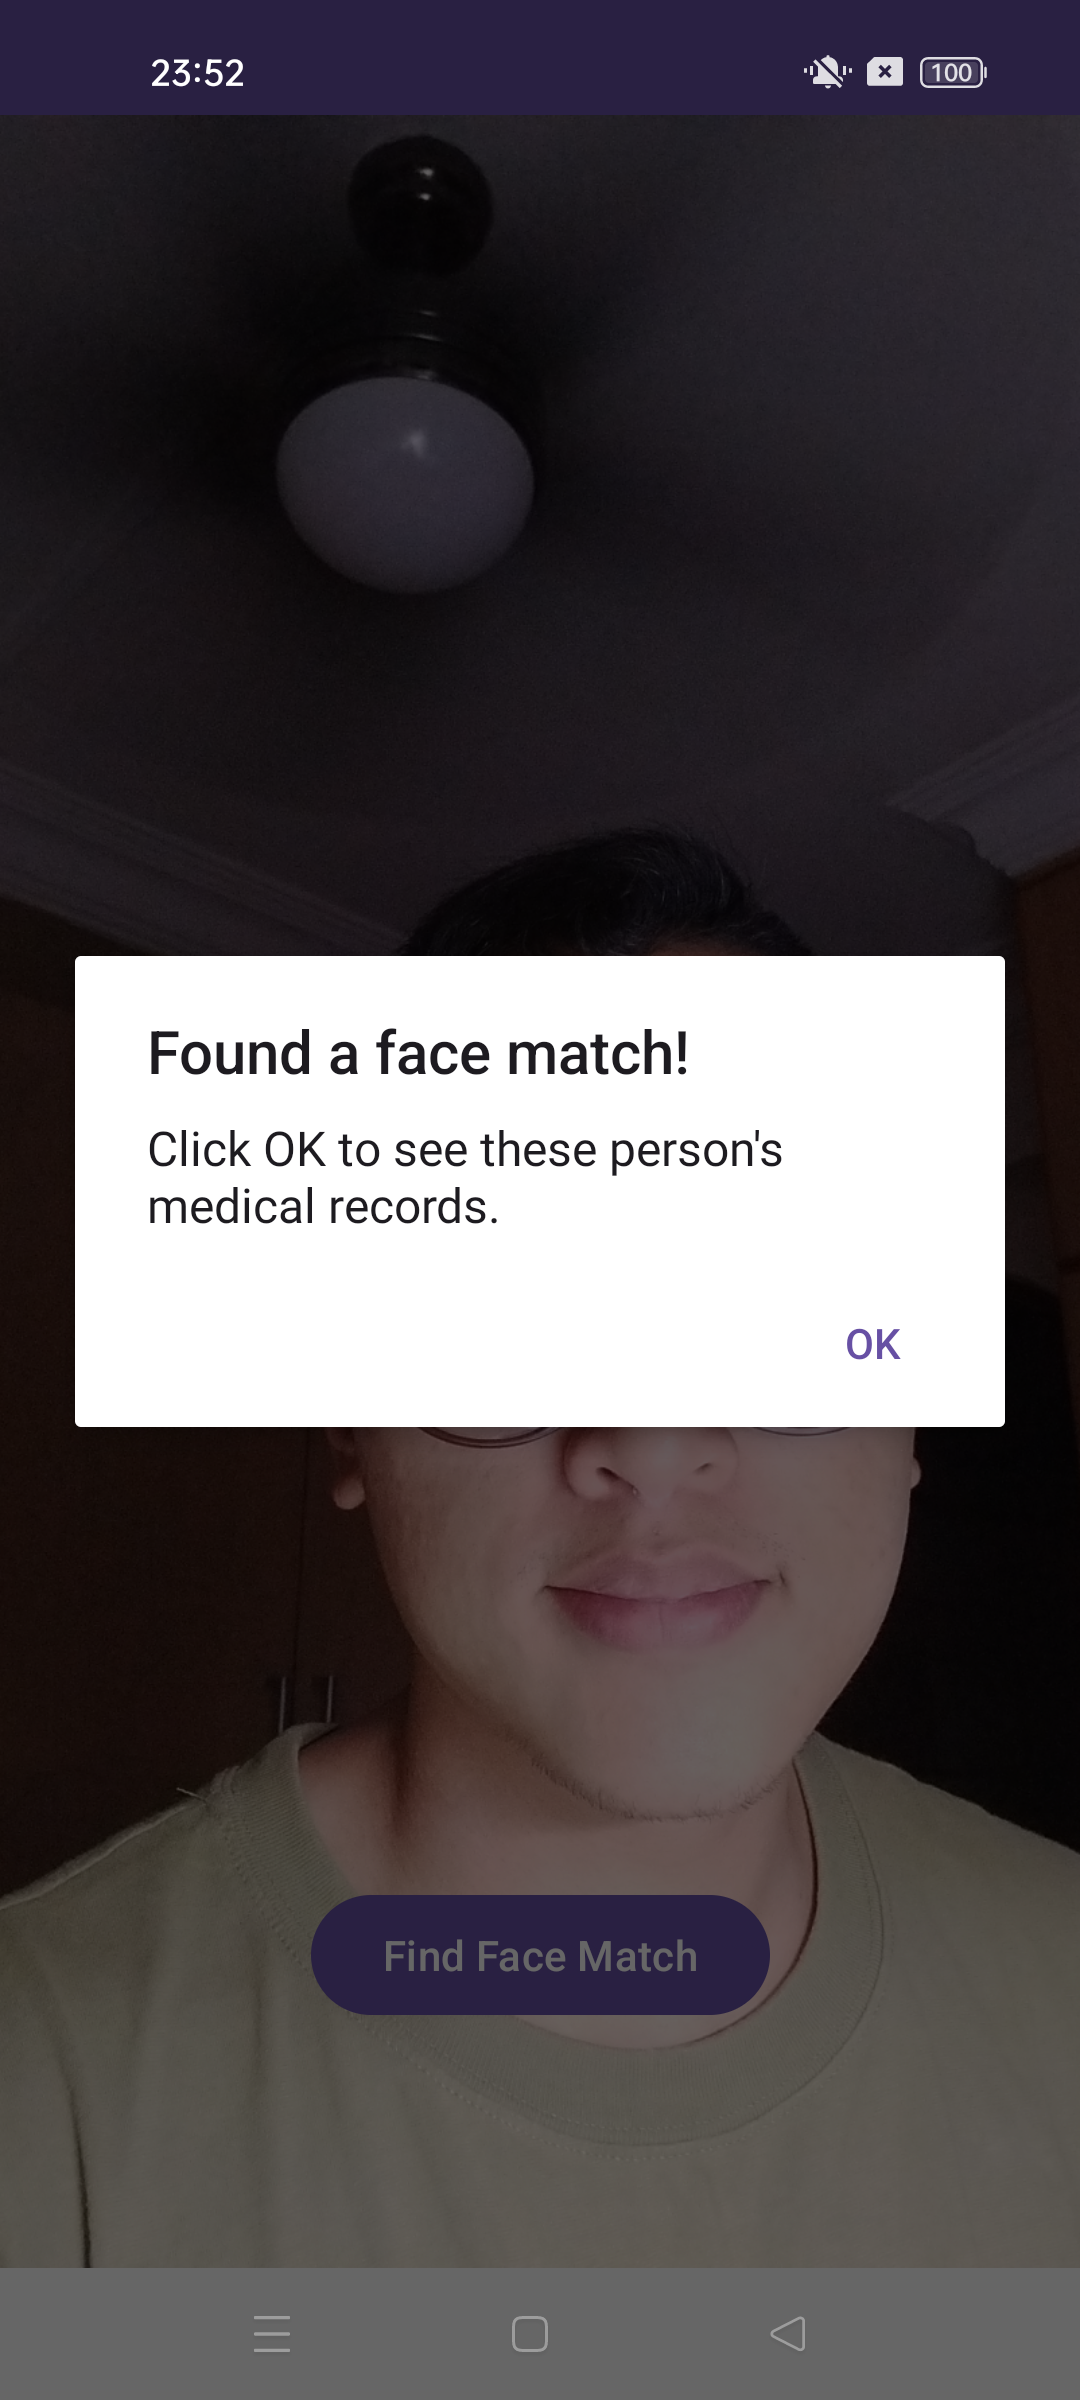 23:52
100
Found a face match!
Click OK to see these person's
medical records.
OK
Find Face Match